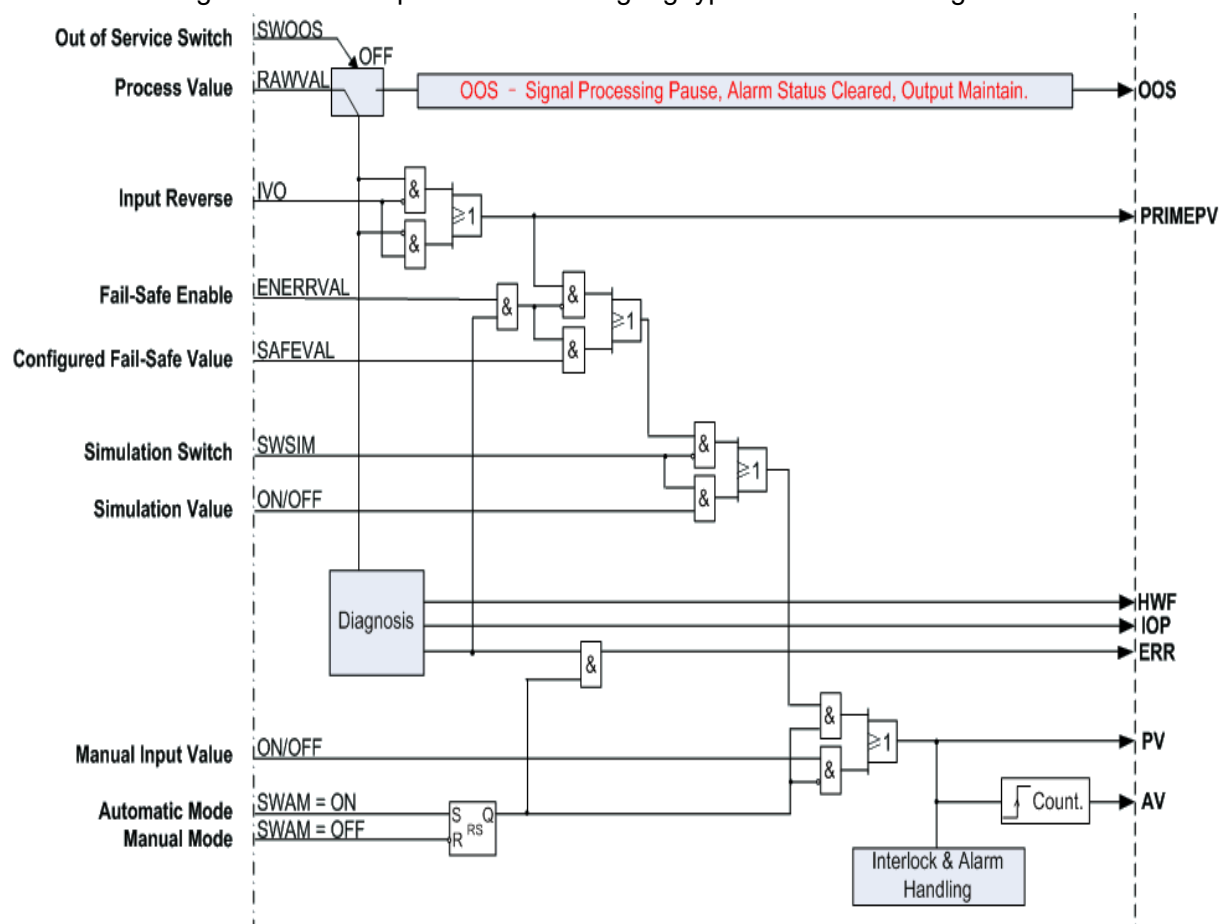 Out of Service Switch SWOOS OFF
Process Value RAWVAL OOS - Signal Processing Pause, Alarm Status Cleared, Output Maintain. OOS
Input Reverse IVO & ≥1 PRIMEPV
&
Fail-Safe Enable ENERRVAL & & ≥1
Configured Fail-Safe Value SAFEVAL &
Simulation Switch SWSIM & ≥1
Simulation Value ON/OFF &
HWF
Diagnosis IOP
& ERR
Manual Input Value ON/OFF & ≥1 PV
&
Automatic Mode SWAM = ON S Q Count. AV
RS
Manual Mode SWAM = OFF R
Interlock & Alarm
Handling